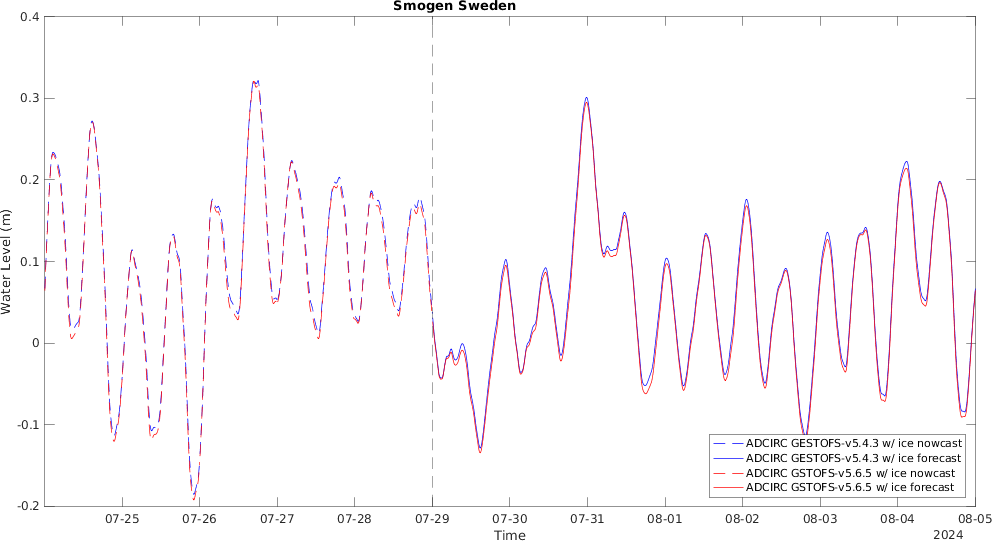 Smogen Sweden
0.4
0.3
0.2
0.1
0
-0.1
-0.2
Water Level (m)
ADCIRC GESTOFS-v5.4.3 w/ ice nowcast
ADCIRC GESTOFS-v5.4.3 w/ ice forecast
ADCIRC GSTOFS-v5.6.5 w/ ice nowcast
ADCIRC GSTOFS-v5.6.5 w/ ice forecast
07-25 07-26 07-27 07-28 07-29 07-30 07-31 08-01 08-02 08-03 08-04 08-05
Time
2024